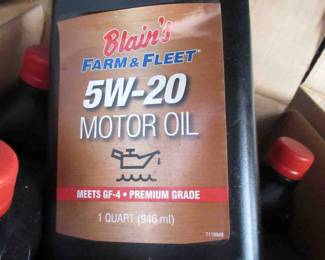 Blain's
FARM & FLEET
5W-20
MOTOR OIL
MEETS GF-4 • PREMIUM GRADE
1 QUART (946 ml)